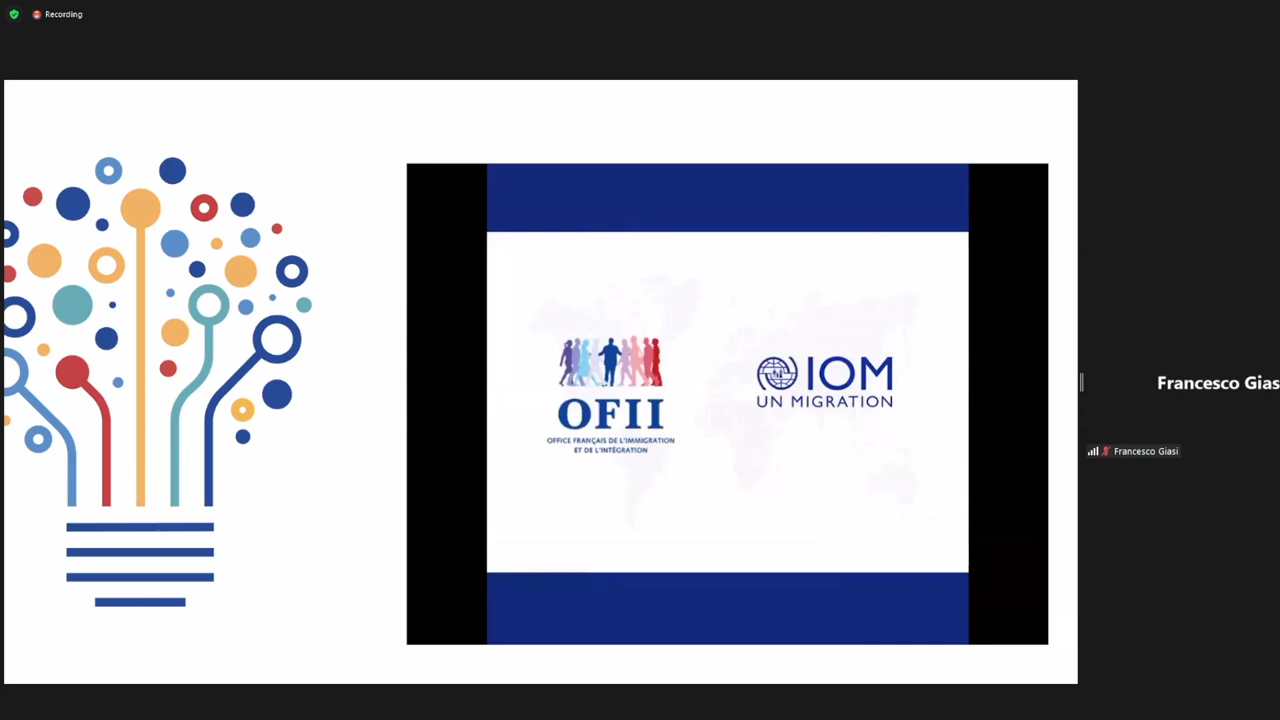 Recording
OFII
OFFICE FRANÇAIS DE L'IMMIGRATION
ET DE L'INTÉGRATION
IOM
UN MIGRATION
Francesco Gias
Francesco Giasi